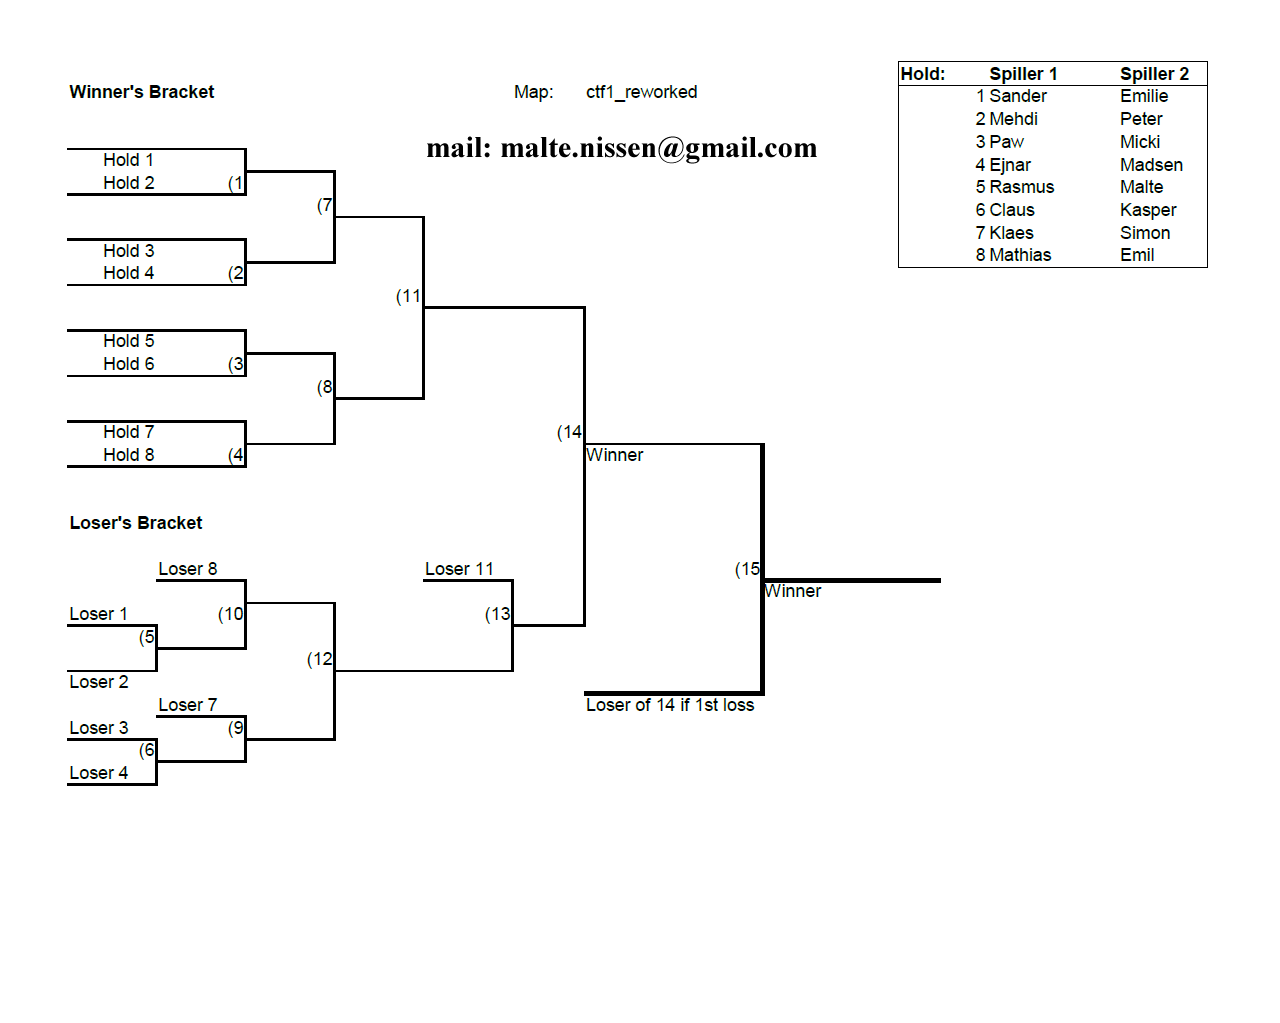 Winner's Bracket
Map: ctf1_reworked
mail: malte.nissen@gmail.com
Hold: Spiller 1 Spiller 2
1 Sander Emilie
2 Mehdi Peter
3 Paw Micki
4 Ejnar Madsen
5 Rasmus Malte
6 Claus Kasper
7 Klaes Simon
8 Mathias Emil
Hold 1
Hold 2 (1
(7
Hold 3
Hold 4 (2
(11
Hold 5
Hold 6 (3
(8
Hold 7
Hold 8 (4
(14
Winner
Loser's Bracket
Loser 8
Loser 11
(15
Winner
Loser 1
(10
(13
(5
(12
Loser 2
Loser 7
Loser of 14 if 1st loss
Loser 3
(9
(6
Loser 4